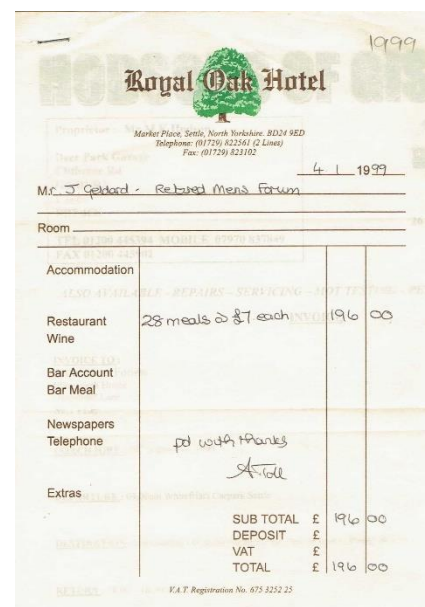 1999
Royal Oak Hotel
Market Place, Settle, North Yorkshire. BD24 9ED
Telephone: (01729) 822561 (2 Lines)
Fax: (01729) 823102
4 1 1999
Mr. J Geldard - Retired Mens Forum
Room
Accommodation
Restaurant 28 meals @ £7 each 196 00
Wine
Bar Account
Bar Meal
Newspapers
Telephone pd with thanks
Extras
SUB TOTAL £ 196 00
DEPOSIT £
VAT £
TOTAL £ 196 00
V.A.T. Registration No. 675 3252 25